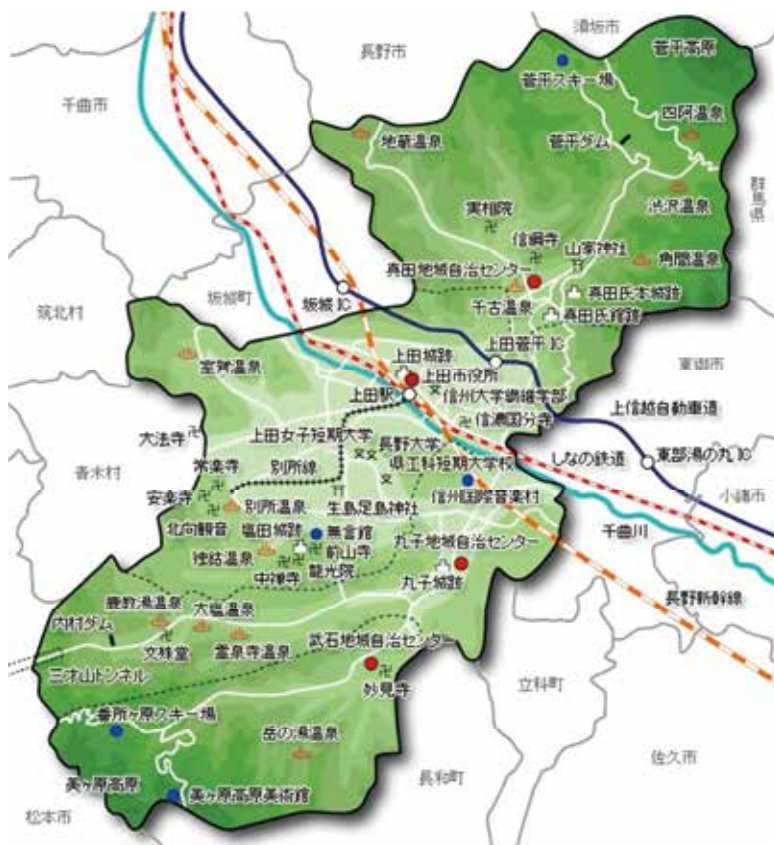 須坂市
長野市
菅平高原
菅平スキー場
千曲市
四阿温泉
地蔵温泉
菅平ダム
群馬県
渋沢温泉
実相院
信綱寺
山家神社
角間温泉
真田地域自治センター
坂城町
坂城IC
千古温泉
真田氏本城跡
真田氏館跡
筑北村
上田菅平IC
東御市
室賀温泉
上田城跡
上田市役所
上田駅
信州大学繊維学部
上信越自動車道
信濃国分寺
大法寺
上田女子短期大学
長野大学
しなの鉄道
東部湯の丸IC
常楽寺
別所線
県工科短期大学校
青木村
安楽寺
別所温泉
生島足島神社
信州国際音楽村
小諸市
北向観音
塩田城跡
無言館
千曲川
前山寺
丸子地域自治センター
独鈷温泉
中禅寺
龍光院
丸子城跡
長野新幹線
鹿教湯温泉
大塩温泉
内村ダム
文殊堂
霊泉寺温泉
武石地域自治センター
三才山トンネル
妙見寺
立科町
番所ヶ原スキー場
岳の湯温泉
佐久市
美ヶ原高原
長和町
美ヶ原高原美術館
松本市